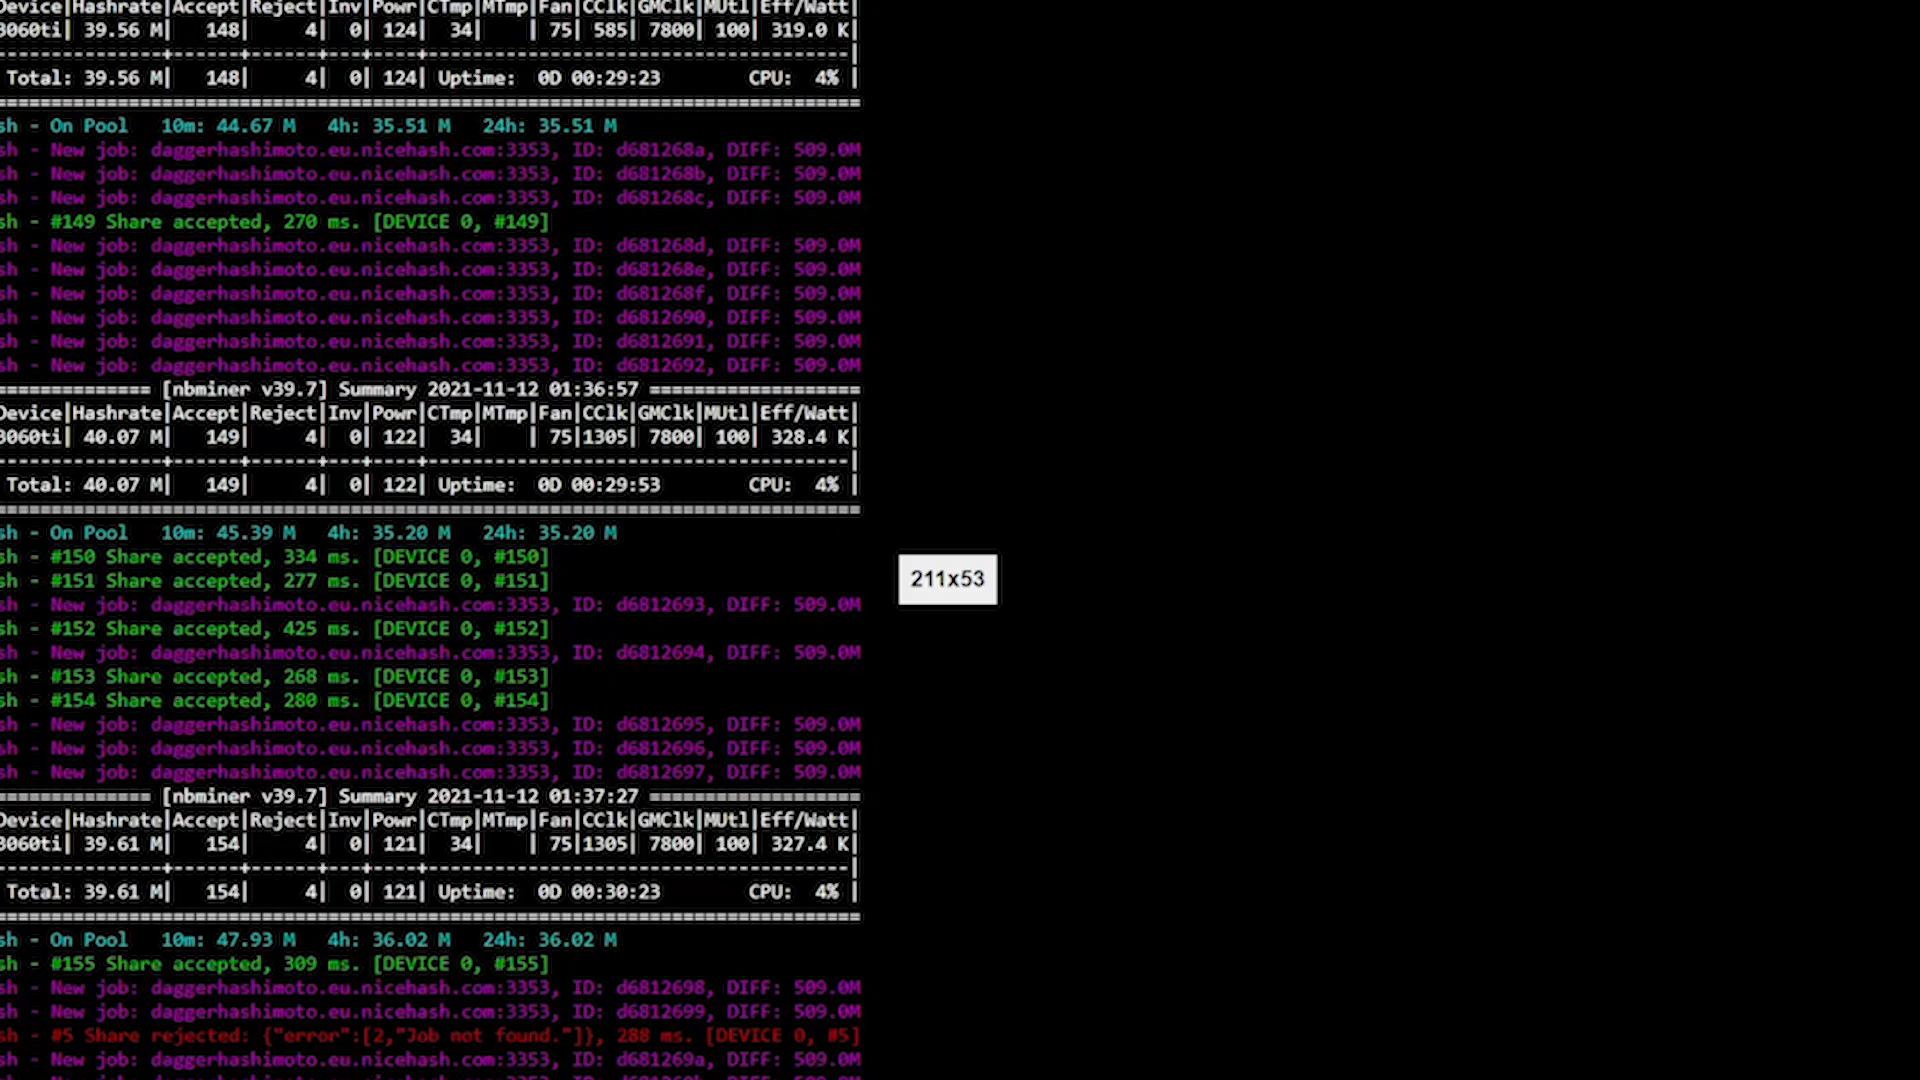 Device|Hashrate|Accept|Reject|Inv|Powr|CTmp|MTmp|Fan|CClk|GMClk|MUtl|Eff/Watt|
3060ti| 39.56 M| 148| 4| 0| 124| 34| | 75| 585| 7800| 100| 319.0 K|
Total: 39.56 M| 148| 4| 0| 124| Uptime: 0D 00:29:23 CPU: 4% |
sh - On Pool 10m: 44.67 M 4h: 35.51 M 24h: 35.51 M
sh - New job: daggerhashimoto.eu.nicehash.com:3353, ID: d681268a, DIFF: 509.0M
sh - New job: daggerhashimoto.eu.nicehash.com:3353, ID: d681268b, DIFF: 509.0M
sh - New job: daggerhashimoto.eu.nicehash.com:3353, ID: d681268c, DIFF: 509.0M
sh - #149 Share accepted, 270 ms. [DEVICE 0, #149]
sh - New job: daggerhashimoto.eu.nicehash.com:3353, ID: d681268d, DIFF: 509.0M
sh - New job: daggerhashimoto.eu.nicehash.com:3353, ID: d681268e, DIFF: 509.0M
sh - New job: daggerhashimoto.eu.nicehash.com:3353, ID: d681268f, DIFF: 509.0M
sh - New job: daggerhashimoto.eu.nicehash.com:3353, ID: d6812690, DIFF: 509.0M
sh - New job: daggerhashimoto.eu.nicehash.com:3353, ID: d6812691, DIFF: 509.0M
sh - New job: daggerhashimoto.eu.nicehash.com:3353, ID: d6812692, DIFF: 509.0M
============== [nbminer v39.7] Summary 2021-11-12 01:36:57 ===================
Device|Hashrate|Accept|Reject|Inv|Powr|CTmp|MTmp|Fan|CClk|GMClk|MUtl|Eff/Watt|
3060ti| 40.07 M| 149| 4| 0| 122| 34| | 75|1305| 7800| 100| 328.4 K|
Total: 40.07 M| 149| 4| 0| 122| Uptime: 0D 00:29:53 CPU: 4% |
sh - On Pool 10m: 45.39 M 4h: 35.20 M 24h: 35.20 M
sh - #150 Share accepted, 334 ms. [DEVICE 0, #150]
sh - #151 Share accepted, 277 ms. [DEVICE 0, #151]
211x53
sh - New job: daggerhashimoto.eu.nicehash.com:3353, ID: d6812693, DIFF: 509.0M
sh - #152 Share accepted, 425 ms. [DEVICE 0, #152]
sh - New job: daggerhashimoto.eu.nicehash.com:3353, ID: d6812694, DIFF: 509.0M
sh - #153 Share accepted, 268 ms. [DEVICE 0, #153]
sh - #154 Share accepted, 280 ms. [DEVICE 0, #154]
sh - New job: daggerhashimoto.eu.nicehash.com:3353, ID: d6812695, DIFF: 509.0M
sh - New job: daggerhashimoto.eu.nicehash.com:3353, ID: d6812696, DIFF: 509.0M
sh - New job: daggerhashimoto.eu.nicehash.com:3353, ID: d6812697, DIFF: 509.0M
============== [nbminer v39.7] Summary 2021-11-12 01:37:27 ===================
Device|Hashrate|Accept|Reject|Inv|Powr|CTmp|MTmp|Fan|CClk|GMClk|MUtl|Eff/Watt|
3060ti| 39.61 M| 154| 4| 0| 121| 34| | 75|1305| 7800| 100| 327.4 K|
Total: 39.61 M| 154| 4| 0| 121| Uptime: 0D 00:30:23 CPU: 4% |
sh - On Pool 10m: 47.93 M 4h: 36.02 M 24h: 36.02 M
sh - #155 Share accepted, 309 ms. [DEVICE 0, #155]
sh - New job: daggerhashimoto.eu.nicehash.com:3353, ID: d6812698, DIFF: 509.0M
sh - New job: daggerhashimoto.eu.nicehash.com:3353, ID: d6812699, DIFF: 509.0M
sh - #5 Share rejected: {"error":[2,"Job not found."]}, 288 ms. [DEVICE 0, #5]
sh - New job: daggerhashimoto.eu.nicehash.com:3353, ID: d681269a, DIFF: 509.0M